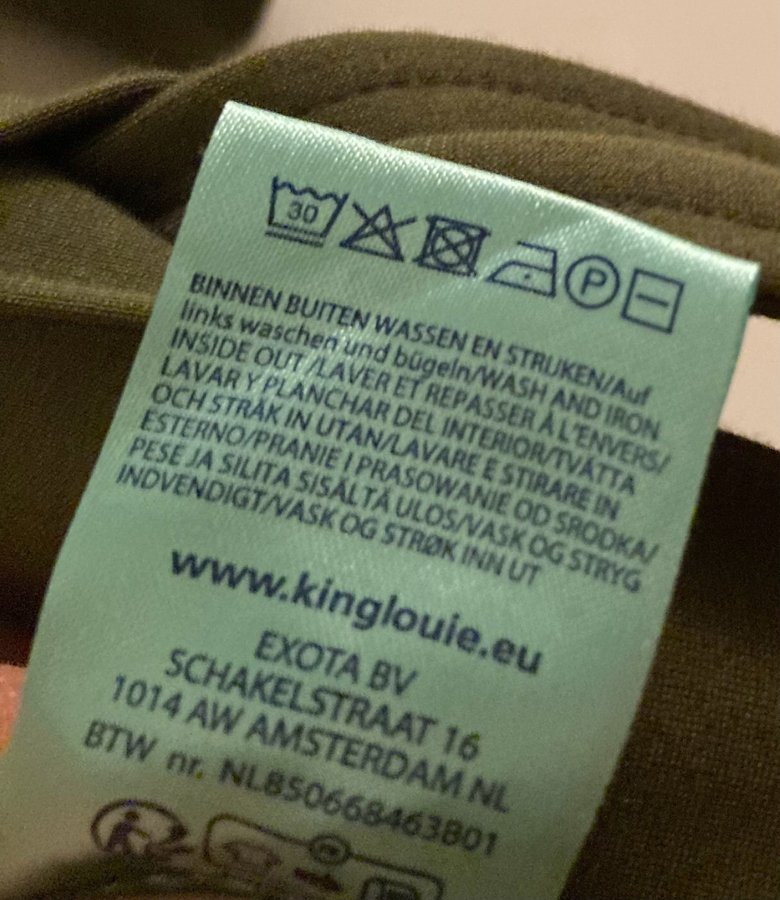 30
P
BINNEN BUITEN WASSEN EN STRIJKEN/Auf
links waschen und bügeln/WASH AND IRON
INSIDE OUT/LAVER ET REPASSER À L'ENVERS/
LAVAR Y PLANCHAR DEL INTERIOR/TVÄTTA
OCH STRÄK IN UTAN/LAVARE E STIRARE IN
ESTERNO/PRANIE I PRASOWANIE OD SRODKA/
PESE JA SILITA SISÄLTÄ ULOS/VASK OG STRYG
INDVENDIGT/VASK OG STRØK INN UT
www.kinglouie.eu
EXOTA BV
SCHAKELSTRAAT 16
1014 AW AMSTERDAM NL
BTW nr. NL850668463B01